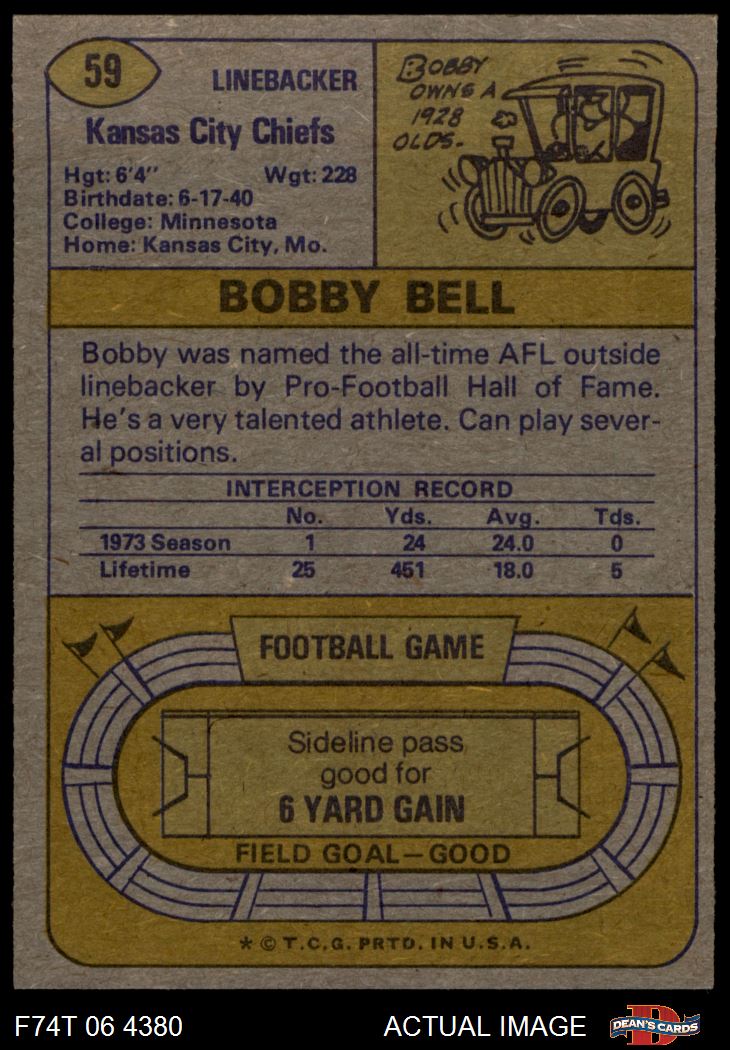 59
LINEBACKER
Kansas City Chiefs
Hgt: 6'4" Wgt: 228
Birthdate: 6-17-40
College: Minnesota
Home: Kansas City, Mo.
BOBBY
OWNS A
1928
OLDS.
BOBBY BELL
Bobby was named the all-time AFL outside
linebacker by Pro-Football Hall of Fame.
He's a very talented athlete. Can play sever-
al positions.
INTERCEPTION RECORD
No. Yds. Avg. Tds.
1973 Season 1 24 24.0 0
Lifetime 25 451 18.0 5
FOOTBALL GAME
Sideline pass
good for
6 YARD GAIN
FIELD GOAL—GOOD
* © T.C.G. PRTD. IN U.S.A.
F74T 06 4380 ACTUAL IMAGE
D
DEAN'S CARDS